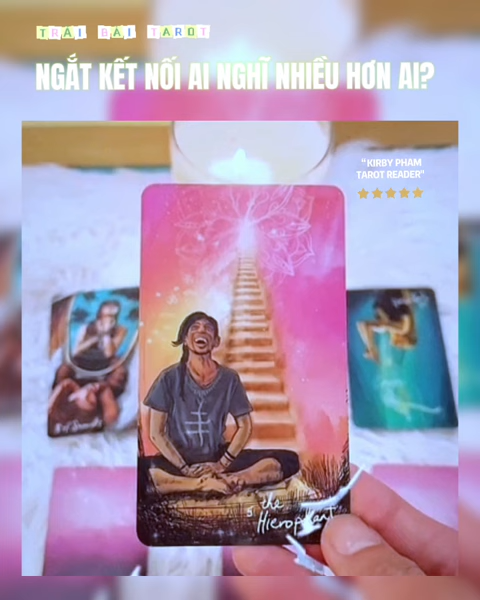 TRẢI BÀI TAROT
NGẮT KẾT NỐI AI NGHĨ NHIỀU HƠN AI?
"KIRBY PHAM
TAROT READER"
5 the
Hierophant